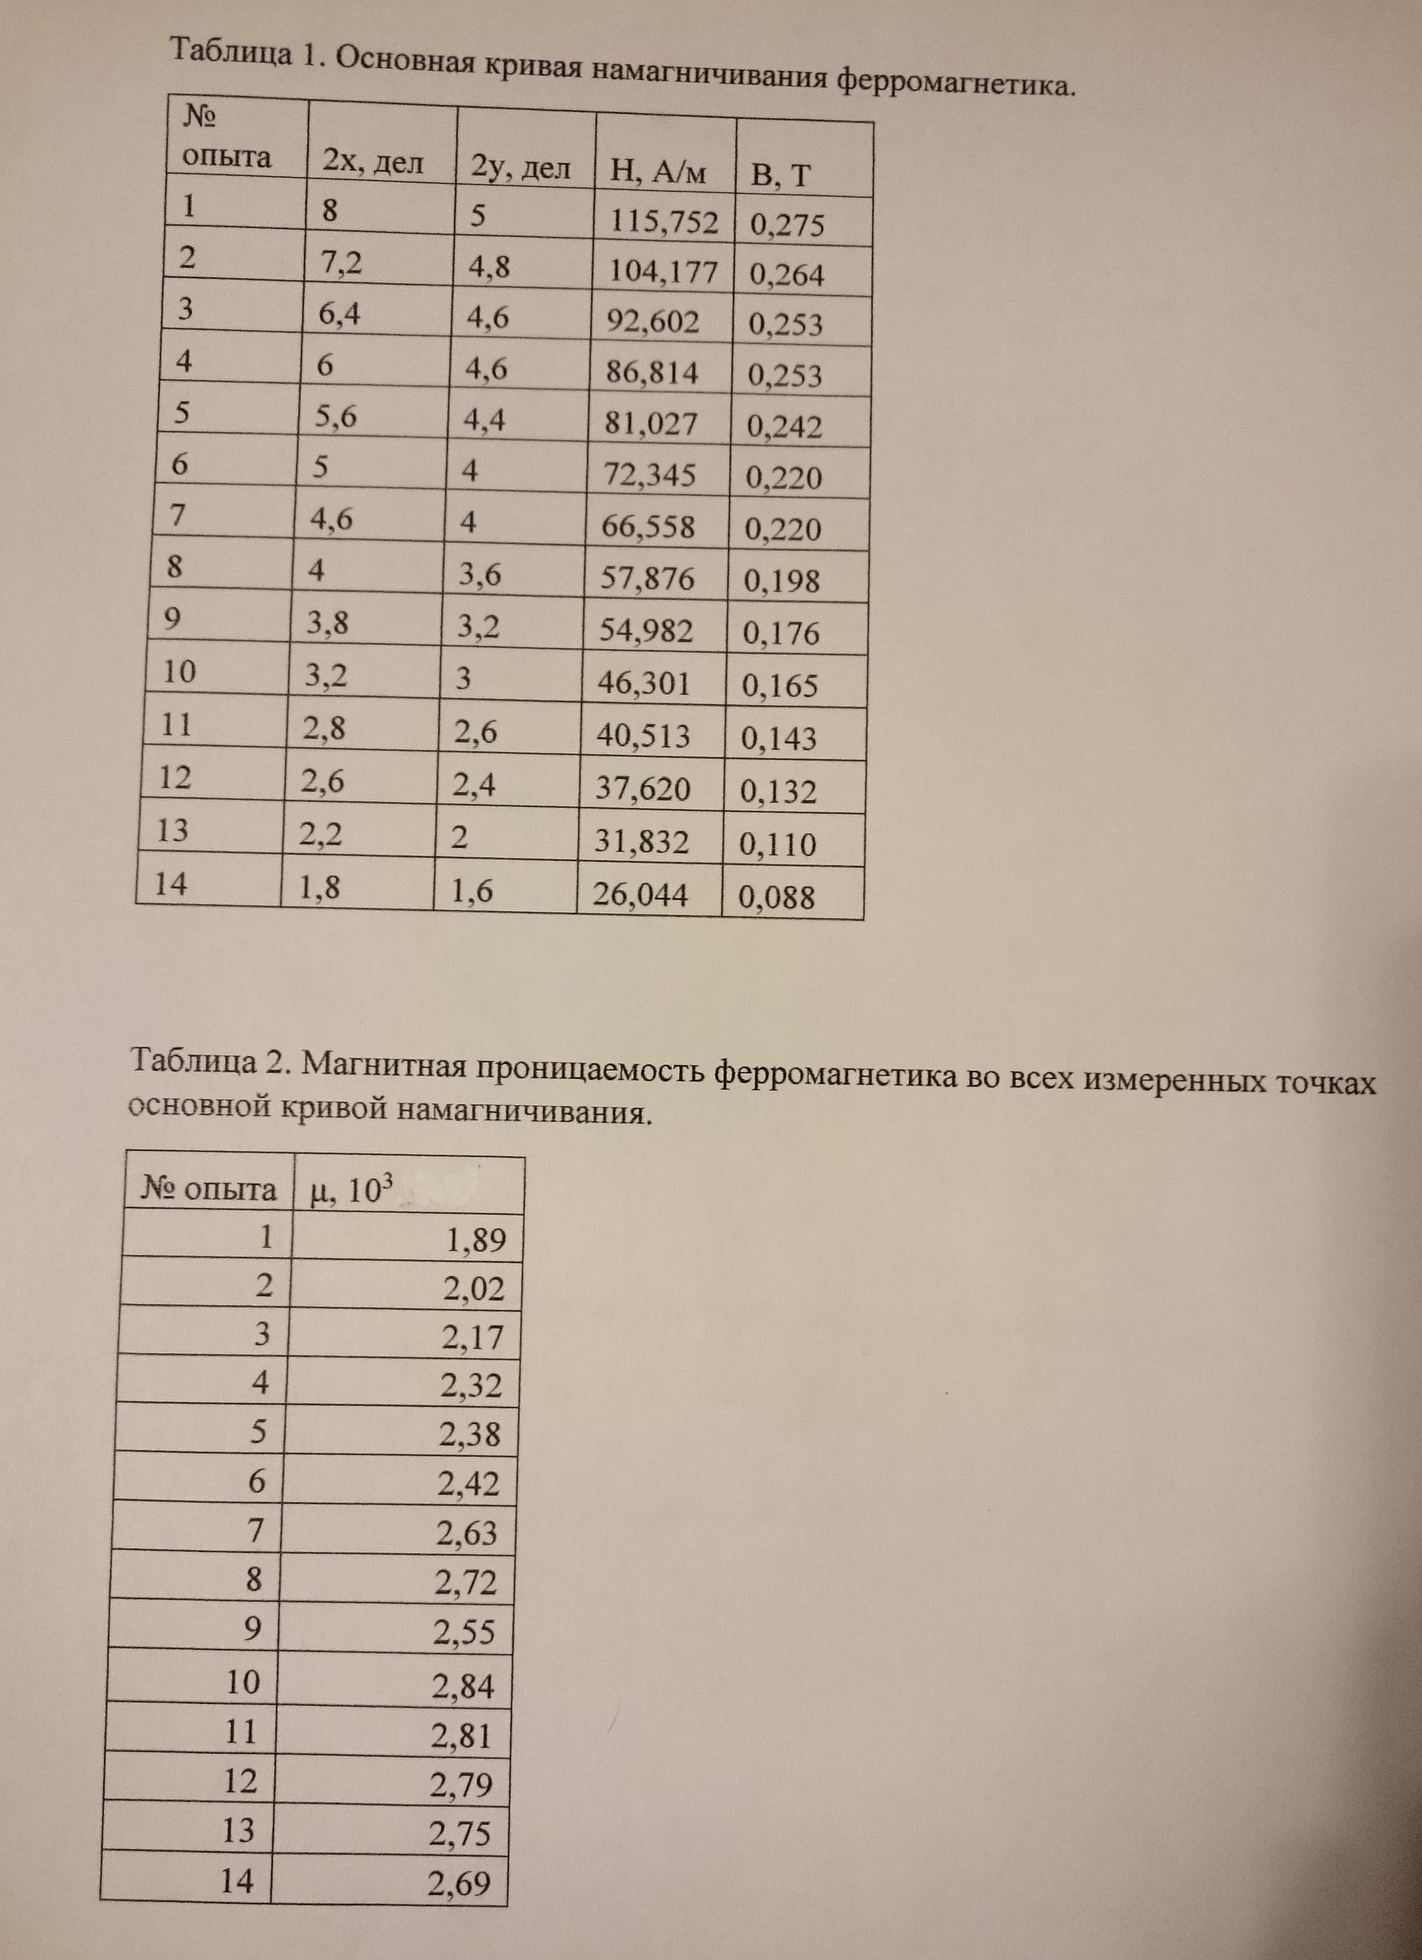 Таблица 1. Основная кривая намагничивания ферромагнетика.
№ опыта 2x, дел 2y, дел H, А/м B, Т
1 8 5 115,752 0,275
2 7,2 4,8 104,177 0,264
3 6,4 4,6 92,602 0,253
4 6 4,6 86,814 0,253
5 5,6 4,4 81,027 0,242
6 5 4 72,345 0,220
7 4,6 4 66,558 0,220
8 4 3,6 57,876 0,198
9 3,8 3,2 54,982 0,176
10 3,2 3 46,301 0,165
11 2,8 2,6 40,513 0,143
12 2,6 2,4 37,620 0,132
13 2,2 2 31,832 0,110
14 1,8 1,6 26,044 0,088
Таблица 2. Магнитная проницаемость ферромагнетика во всех измеренных точках
основной кривой намагничивания.
№ опыта μ, 10³
1 1,89
2 2,02
3 2,17
4 2,32
5 2,38
6 2,42
7 2,63
8 2,72
9 2,55
10 2,84
11 2,81
12 2,79
13 2,75
14 2,69